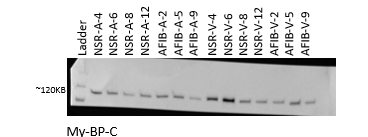 Ladder
NSR-A-4
NSR-A-6
NSR-A-8
NSR-A-12
AFIB-A-2
AFIB-A-5
AFIB-A-9
NSR-V-4
NSR-V-6
NSR-V-8
NSR-V-12
AFIB-V-2
AFIB-V-5
AFIB-V-9
~120KB
My-BP-C